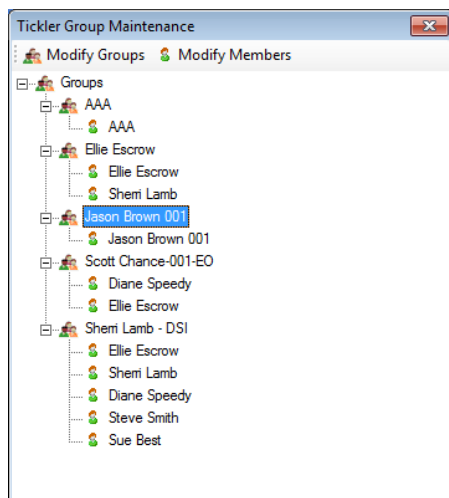 Tickler Group Maintenance
Modify Groups Modify Members
Groups
AAA
AAA
Ellie Escrow
Ellie Escrow
Sherri Lamb
Jason Brown 001
Jason Brown 001
Scott Chance-001-EO
Diane Speedy
Ellie Escrow
Sherri Lamb - DSI
Ellie Escrow
Sherri Lamb
Diane Speedy
Steve Smith
Sue Best